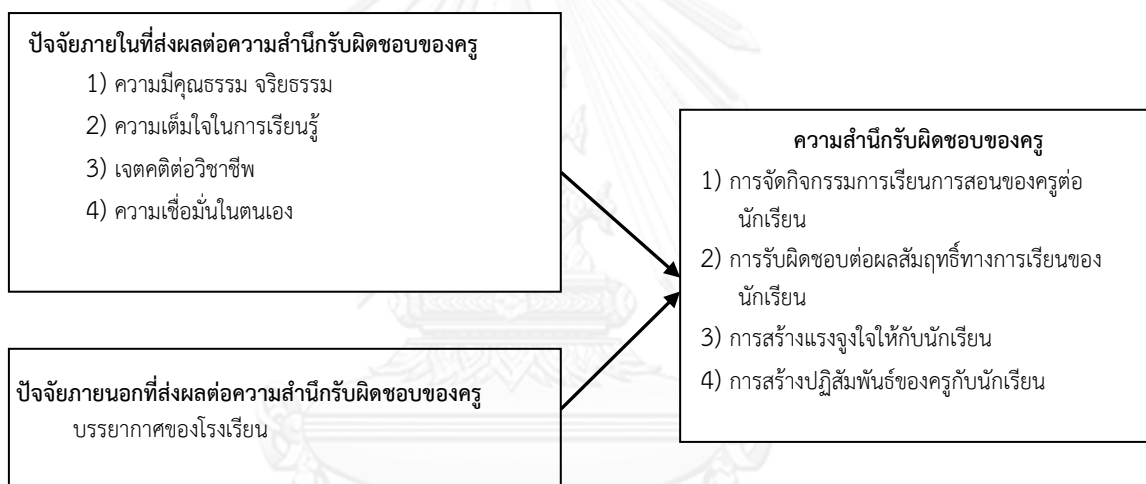 ปัจจัยภายในที่ส่งผลต่อความสำนึกรับผิดชอบของครู
1) ความมีคุณธรรม จริยธรรม
2) ความเต็มใจในการเรียนรู้
3) เจตคติต่อวิชาชีพ
4) ความเชื่อมั่นในตนเอง
ปัจจัยภายนอกที่ส่งผลต่อความสำนึกรับผิดชอบของครู
บรรยากาศของโรงเรียน
ความสำนึกรับผิดชอบของครู
1) การจัดกิจกรรมการเรียนการสอนของครูต่อ
นักเรียน
2) การรับผิดชอบต่อผลสัมฤทธิ์ทางการเรียนของ
นักเรียน
3) การสร้างแรงจูงใจให้กับนักเรียน
4) การสร้างปฏิสัมพันธ์ของครูกับนักเรียน